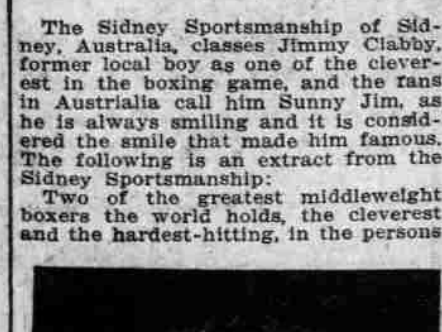 The Sidney Sportsmanship of Sid-
ney, Australia, classes Jimmy Clabby,
former local boy as one of the clever-
est in the boxing game, and the fans
in Austrialia call him Sunny Jim, as
he is always smiling and it is consid-
ered the smile that made him famous.
The following is an extract from the
Sidney Sportsmanship:
Two of the greatest middleweight
boxers the world holds, the cleverest
and the hardest-hitting, in the persons